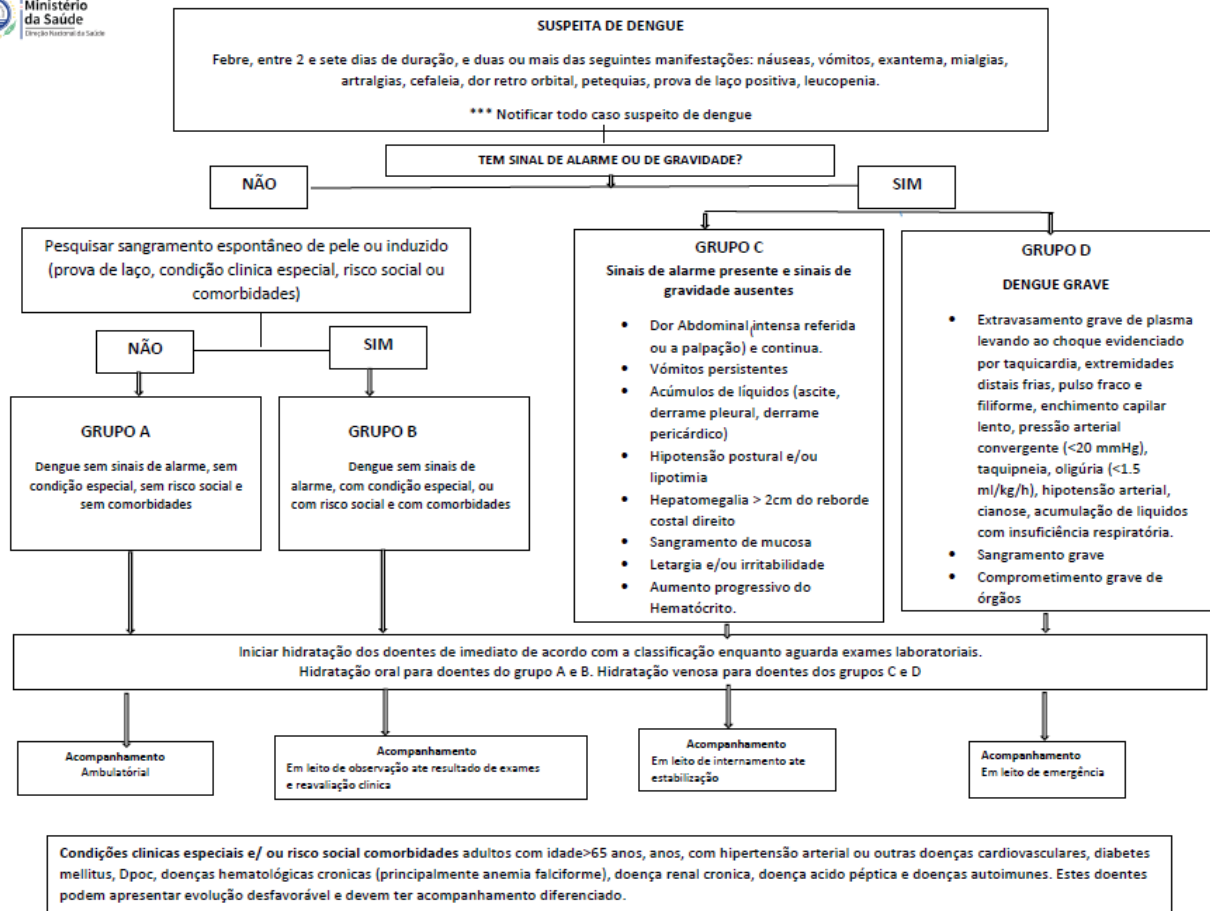 Ministério
da Saúde
Direção Nacional da Saúde
SUSPEITA DE DENGUE
Febre, entre 2 e sete dias de duração, e duas ou mais das seguintes manifestações: náuseas, vómitos, exantema, mialgias,
artralgias, cefaleia, dor retro orbital, petequias, prova de laço positiva, leucopenia.
*** Notificar todo caso suspeito de dengue
TEM SINAL DE ALARME OU DE GRAVIDADE?
NÃO
SIM
Pesquisar sangramento espontâneo de pele ou induzido
(prova de laço, condição clinica especial, risco social ou
comorbidades)
NÃO
SIM
GRUPO A
Dengue sem sinais de alarme, sem
condição especial, sem risco social e
sem comorbidades
GRUPO B
Dengue sem sinais de
alarme, com condição especial, ou
com risco social e com comorbidades
GRUPO C
Sinais de alarme presente e sinais de
gravidade ausentes
• Dor Abdominal (intensa referida
ou a palpação) e continua.
• Vómitos persistentes
• Acúmulos de líquidos (ascite,
derrame pleural, derrame
pericárdico)
• Hipotensão postural e/ou
lipotimia
• Hepatomegalia > 2cm do reborde
costal direito
• Sangramento de mucosa
• Letargia e/ou irritabilidade
• Aumento progressivo do
Hematócrito.
GRUPO D
DENGUE GRAVE
• Extravasamento grave de plasma
levando ao choque evidenciado
por taquicardia, extremidades
distais frias, pulso fraco e
filiforme, enchimento capilar
lento, pressão arterial
convergente (<20 mmHg),
taquipneia, oligúria (<1.5
ml/kg/h), hipotensão arterial,
cianose, acumulação de liquidos
com insuficiência respiratória.
• Sangramento grave
• Comprometimento grave de
órgãos
Iniciar hidratação dos doentes de imediato de acordo com a classificação enquanto aguarda exames laboratoriais.
Hidratação oral para doentes do grupo A e B. Hidratação venosa para doentes dos grupos C e D
Acompanhamento
Ambulatórial
Acompanhamento
Em leito de observação ate resultado de exames
e reavaliação clinica
Acompanhamento
Em leito de internamento ate
estabilização
Acompanhamento
Em leito de emergência
Condições clinicas especiais e/ ou risco social comorbidades adultos com idade>65 anos, anos, com hipertensão arterial ou outras doenças cardiovasculares, diabetes
mellitus, Dpoc, doenças hematológicas cronicas (principalmente anemia falciforme), doença renal cronica, doença acido péptica e doenças autoimunes. Estes doentes
podem apresentar evolução desfavorável e devem ter acompanhamento diferenciado.